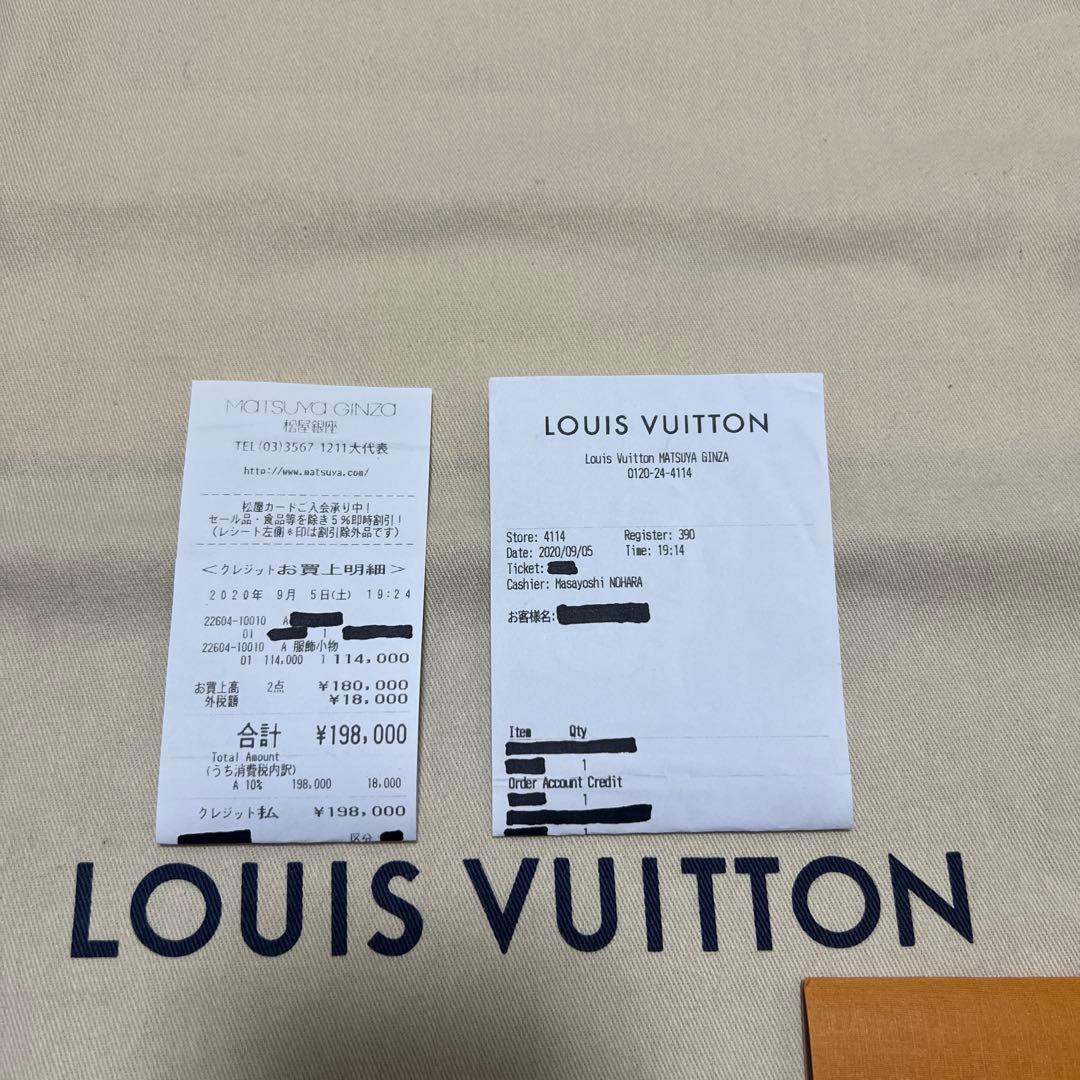 MATSUYA GINZA
松屋銀座
TEL(03)3567-1211大代表
http://www.matsuya.com/
松屋カードご入会承り中!
セール品・食品等を除き5%即時割引!
(レシート左側*印は割引除外品です)
<クレジットお買上明細>
2020年 9月 5日(土) 19:24
22604-10010 A
01 1
22604-10010 A 服飾小物
01 114,000 1 114,000
お買上高 2点 ¥180,000
外税額 ¥18,000
合計 ¥198,000
Total Amount
(うち消費税内訳)
A 10% 198,000 18,000
クレジット払 ¥198,000
区分
LOUIS VUITTON
Louis Vuitton MATSUYA GINZA
0120-24-4114
Store: 4114 Register: 390
Date: 2020/09/05 Time: 19:14
Ticket:
Cashier: Masayoshi NOHARA
お客様名:
Item Qty
1
Order Account Credit
1
1
LOUIS VUITTON